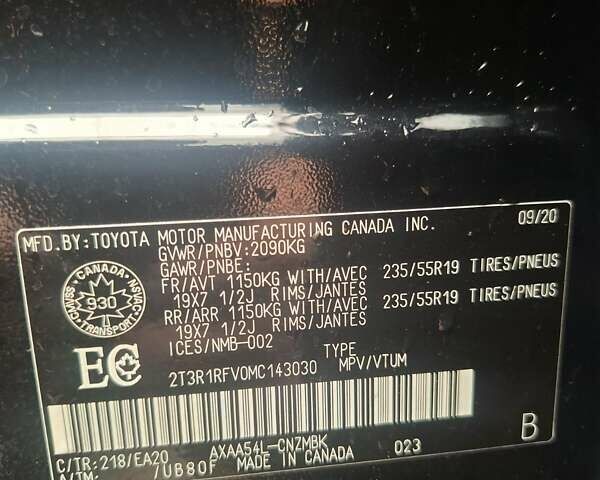 MFD.BY:TOYOTA MOTOR MANUFACTURING CANADA INC. 09/20
GVWR/PNBV:2090KG
GAWR/PNBE:
FR/AVT 1150KG WITH/AVEC 235/55R19 TIRES/PNEUS
19X7 1/2J RIMS/JANTES
RR/ARR 1150KG WITH/AVEC 235/55R19 TIRES/PNEUS
19X7 1/2J RIMS/JANTES
ICES/NMB-002
CANADA
930
TRANSPORT
EC
TYPE
2T3R1RFV0MC143030 MPV/VTUM
B
C/TR:218/EA20 AXAA54L-CNZMBK 023
A/TM: /UB80F MADE IN CANADA